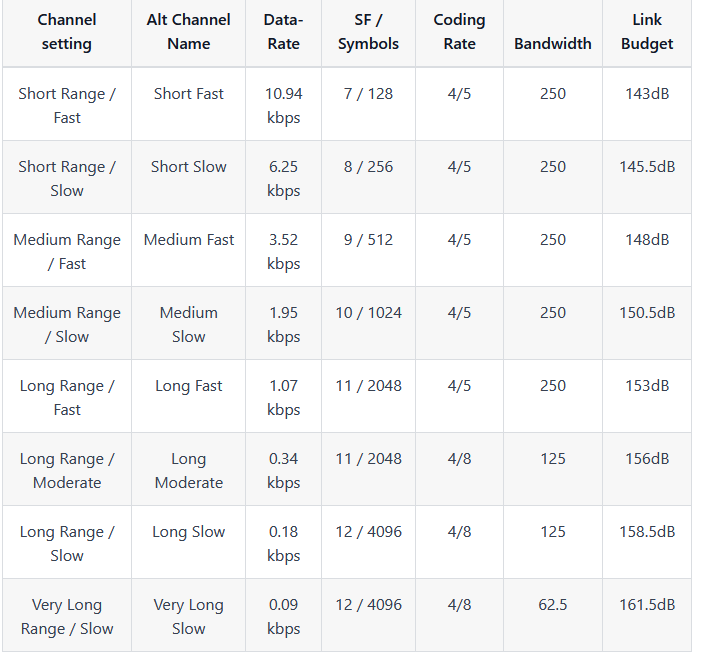 Channel setting | Alt Channel Name | Data-Rate | SF / Symbols | Coding Rate | Bandwidth | Link Budget
Short Range / Fast | Short Fast | 10.94 kbps | 7 / 128 | 4/5 | 250 | 143dB
Short Range / Slow | Short Slow | 6.25 kbps | 8 / 256 | 4/5 | 250 | 145.5dB
Medium Range / Fast | Medium Fast | 3.52 kbps | 9 / 512 | 4/5 | 250 | 148dB
Medium Range / Slow | Medium Slow | 1.95 kbps | 10 / 1024 | 4/5 | 250 | 150.5dB
Long Range / Fast | Long Fast | 1.07 kbps | 11 / 2048 | 4/5 | 250 | 153dB
Long Range / Moderate | Long Moderate | 0.34 kbps | 11 / 2048 | 4/8 | 125 | 156dB
Long Range / Slow | Long Slow | 0.18 kbps | 12 / 4096 | 4/8 | 125 | 158.5dB
Very Long Range / Slow | Very Long Slow | 0.09 kbps | 12 / 4096 | 4/8 | 62.5 | 161.5dB